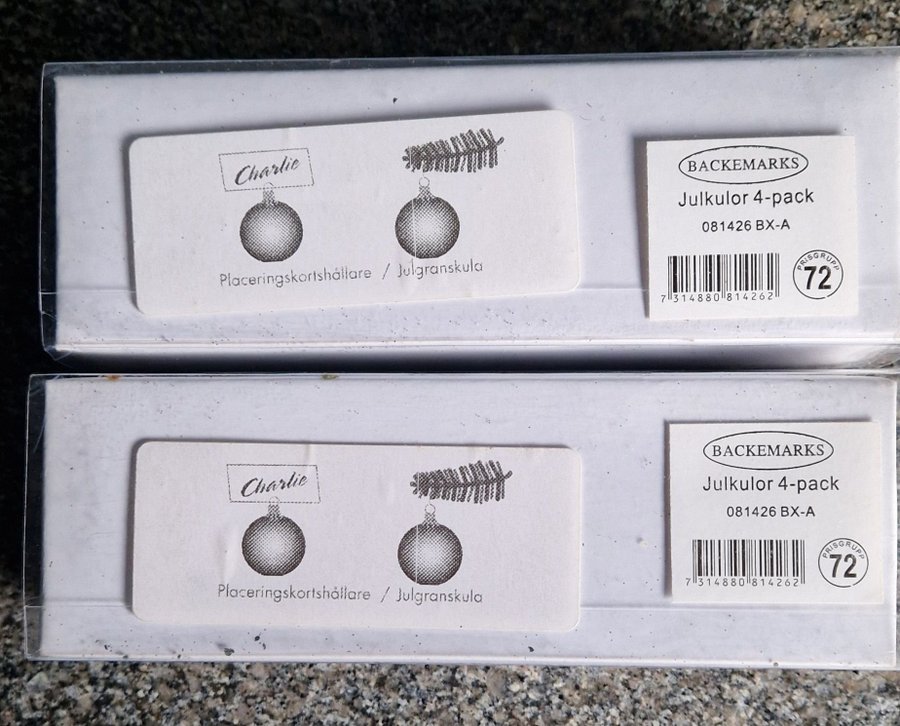 Charlie
Placeringskortshållare / Julgranskula
BACKEMARKS
Julkulor 4-pack
081426 BX-A
7 314880 814262
PRISGRUPP
72
Charlie
Placeringskortshållare / Julgranskula
BACKEMARKS
Julkulor 4-pack
081426 BX-A
7 314880 814262
PRISGRUPP
72